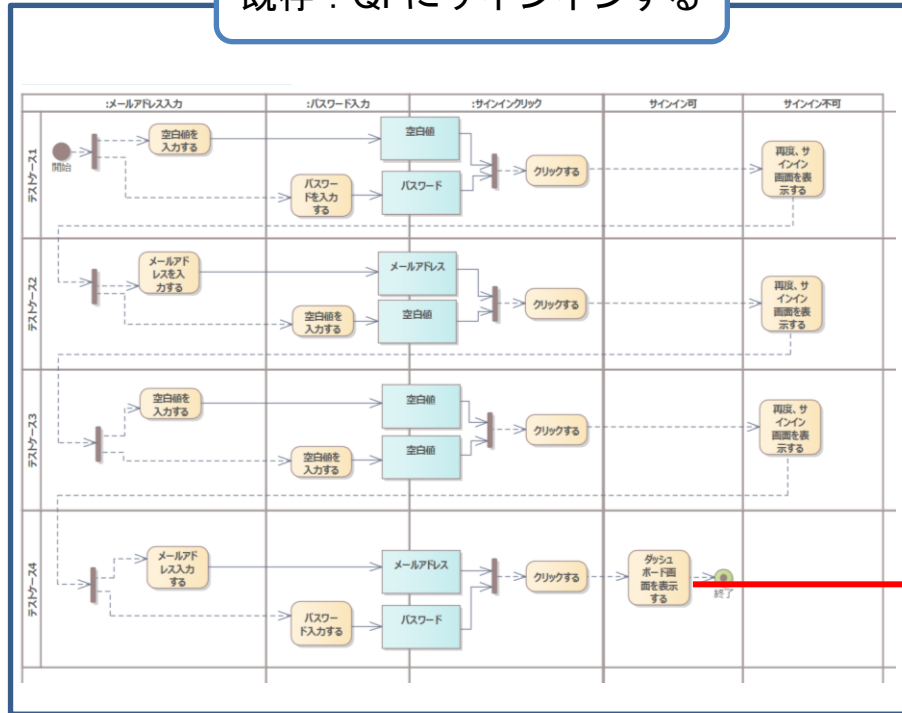 既存：QFにサインインする
:メールアドレス入力
:パスワード入力
:サインインクリック
サインイン可
サインイン不可
テストケース1
開始
空白値を
入力する
パスワー
ドを入力
する
空白値
パスワード
クリックする
再度、サ
インイン
画面を表
示する
テストケース2
メールアド
レスを入
力する
空白値を
入力する
メールアドレス
空白値
クリックする
再度、サ
インイン
画面を表
示する
テストケース3
空白値を
入力する
空白値を
入力する
空白値
空白値
クリックする
再度、サ
インイン
画面を表
示する
テストケース4
メールアド
レス入力
する
パスワー
ド入力する
メールアドレス
パスワード
クリックする
ダッシュ
ボード画
面を表示
する
終了